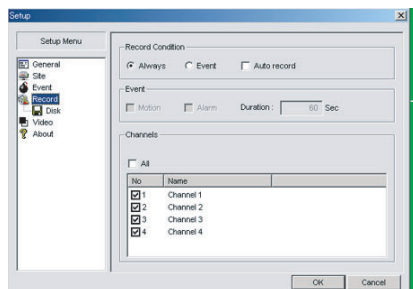 Setup
Setup Menu
General
Site
Event
Record
Disk
Video
About
Record Condition
Always Event Auto record
Event
Motion Alarm Duration : 60 Sec
Channels
All
No Name
1 Channel 1
2 Channel 2
3 Channel 3
4 Channel 4
OK Cancel